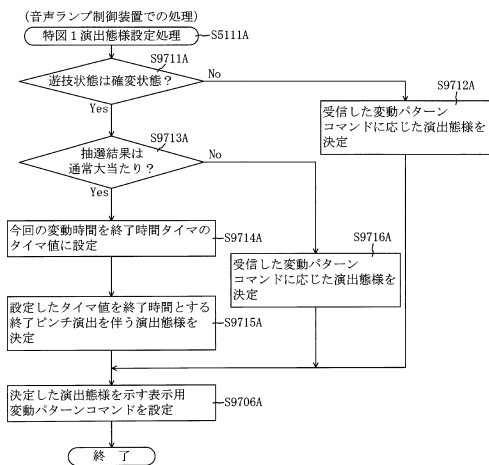 (音声ランプ制御装置での処理)
特図1演出態様設定処理
S5111A
S9711A
遊技状態は確変状態?
No
Yes
S9712A
受信した変動パターン
コマンドに応じた演出態様を
決定
S9713A
抽選結果は
通常大当たり?
No
Yes
S9714A
今回の変動時間を終了時間タイマの
タイマ値に設定
S9716A
受信した変動パターン
コマンドに応じた演出態様を
決定
設定したタイマ値を終了時間とする
終了ピンチ演出を伴う演出態様を
決定
S9715A
決定した演出態様を示す表示用
変動パターンコマンドを設定
S9706A
終 了